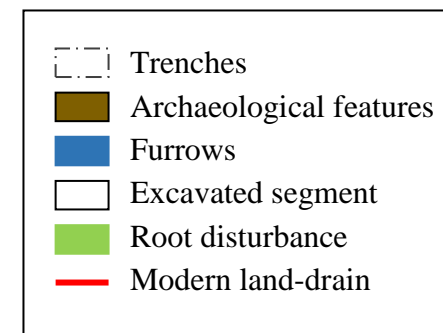 Trenches
Archaeological features
Furrows
Excavated segment
Root disturbance
Modern land-drain